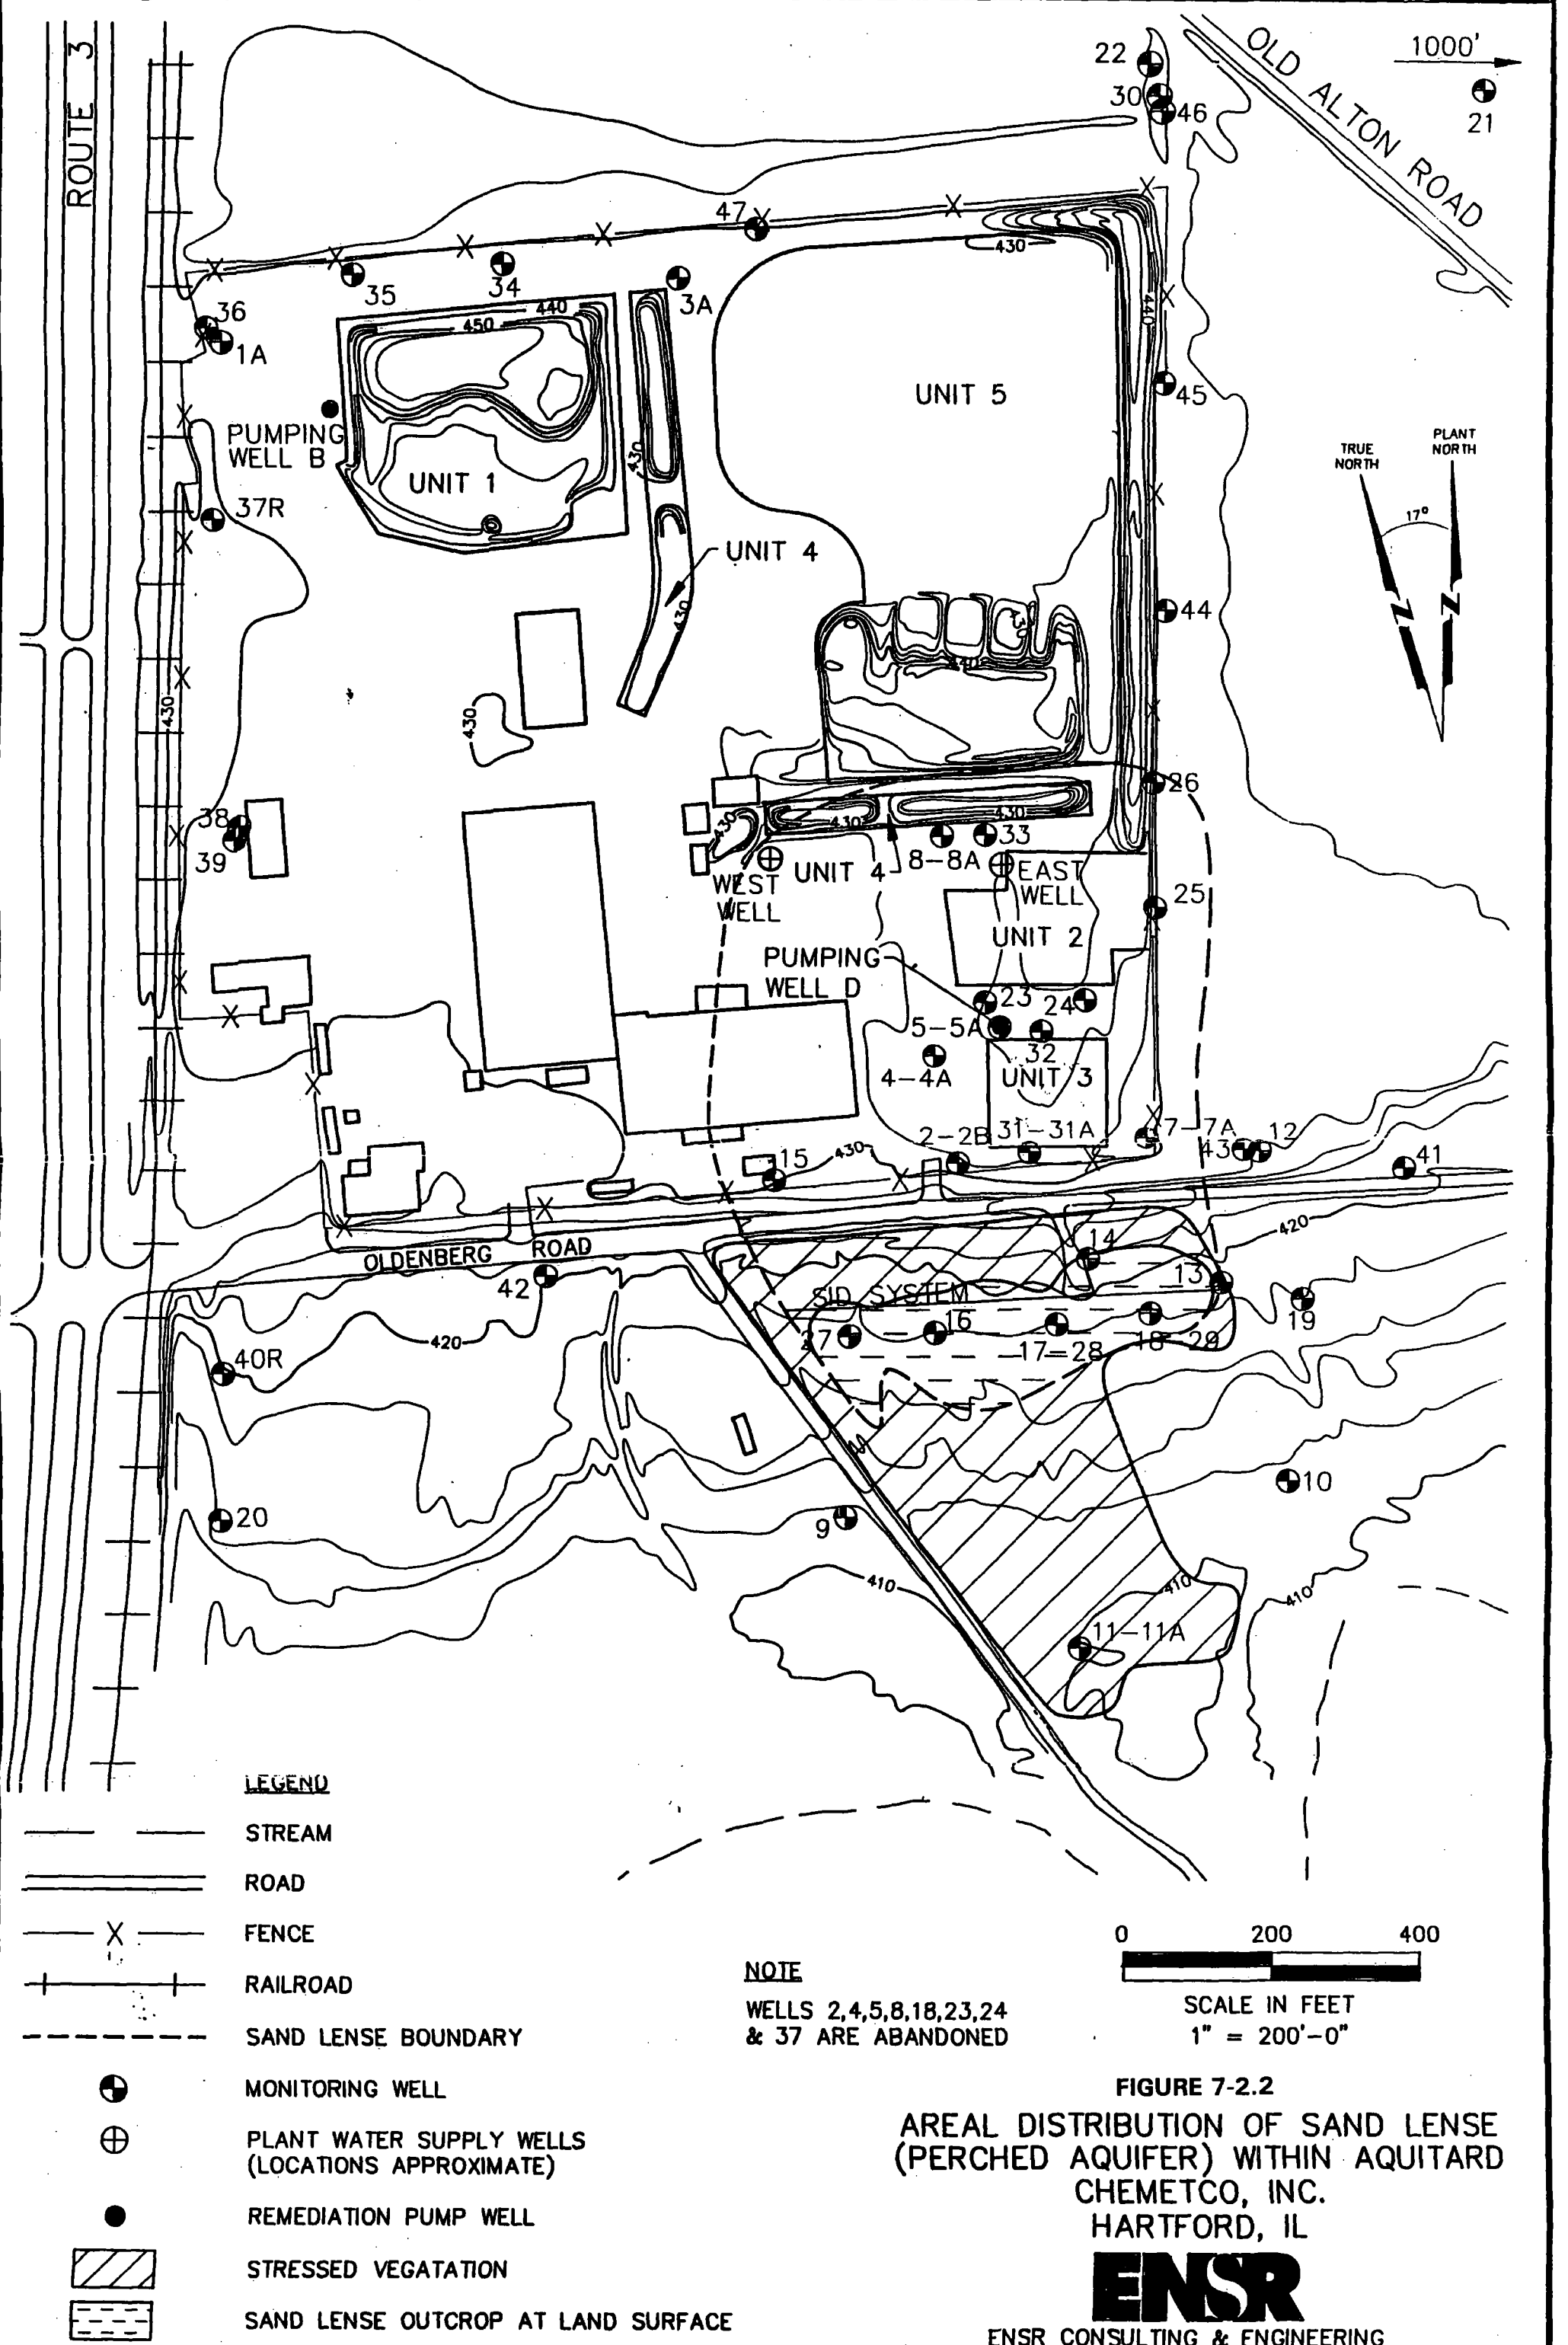 ROUTE 3
OLD ALTON ROAD
1000'
22
30
46
21
47
430
35
34
3A
440
36
1A
450
440
UNIT 5
45
PUMPING
WELL B
430
UNIT 1
TRUE
NORTH
PLANT
NORTH
17°
37R
UNIT 4
N
N
430
44
430
440
430
430
26
38
39
430
430
430
33
8-8A
WEST
WELL
UNIT 4
EAST
WELL
25
UNIT 2
PUMPING
WELL D
23
24
5-5A
32
4-4A
UNIT 3
2-2B
31-31A
7-7A
43
12
41
15
430
OLDENBERG ROAD
42
14
420
13
SID SYSTEM
19
27
16
17-28
18-29
420
40R
20
9
10
410
410
410
11-11A
LEGEND
STREAM
ROAD
X
FENCE
RAILROAD
SAND LENSE BOUNDARY
MONITORING WELL
PLANT WATER SUPPLY WELLS
(LOCATIONS APPROXIMATE)
REMEDIATION PUMP WELL
STRESSED VEGATATION
SAND LENSE OUTCROP AT LAND SURFACE
NOTE
WELLS 2,4,5,8,18,23,24
& 37 ARE ABANDONED
0 200 400
SCALE IN FEET
1" = 200'-0"
FIGURE 7-2.2
AREAL DISTRIBUTION OF SAND LENSE
(PERCHED AQUIFER) WITHIN AQUITARD
CHEMETCO, INC.
HARTFORD, IL
ENSR
ENSR CONSULTING & ENGINEERING